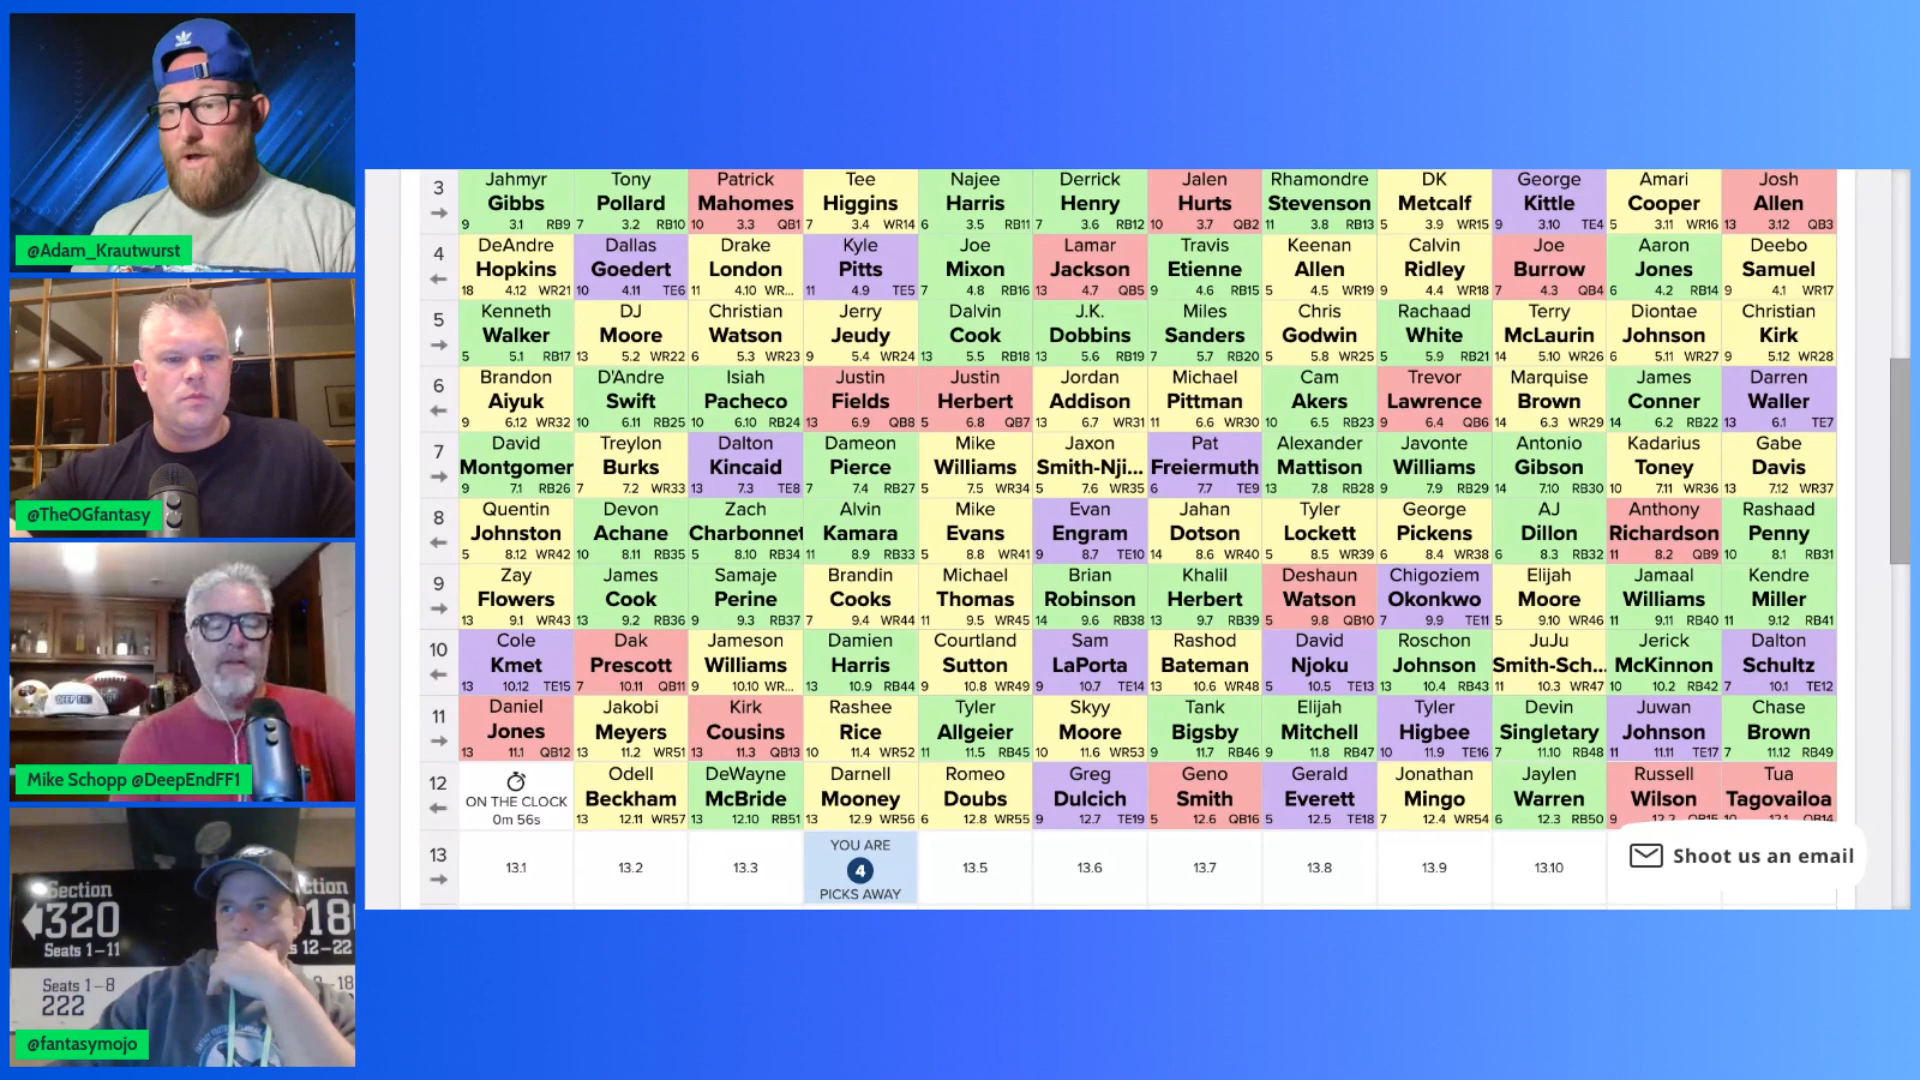 @Adam_Krautwurst
@TheOGfantasy
DEEP END
Mike Schopp @DeepEndFF1
Section
320
Seats 1-11
Seats 1-8
222
ction
18
s 12-22
-18
@fantasymojo
3
Jahmyr Tony Patrick Tee Najee Derrick Jalen Rhamondre DK George Amari Josh
Gibbs Pollard Mahomes Higgins Harris Henry Hurts Stevenson Metcalf Kittle Cooper Allen
9 3.1 RB9 7 3.2 RB10 10 3.3 QB1 7 3.4 WR14 6 3.5 RB11 7 3.6 RB12 10 3.7 QB2 11 3.8 RB13 5 3.9 WR15 9 3.10 TE4 5 3.11 WR16 13 3.12 QB3
4
DeAndre Dallas Drake Kyle Joe Lamar Travis Keenan Calvin Joe Aaron Deebo
Hopkins Goedert London Pitts Mixon Jackson Etienne Allen Ridley Burrow Jones Samuel
18 4.12 WR21 10 4.11 TE6 11 4.10 WR... 11 4.9 TE5 7 4.8 RB16 13 4.7 QB5 9 4.6 RB15 5 4.5 WR19 9 4.4 WR18 7 4.3 QB4 6 4.2 RB14 9 4.1 WR17
5
Kenneth DJ Christian Jerry Dalvin J.K. Miles Chris Rachaad Terry Diontae Christian
Walker Moore Watson Jeudy Cook Dobbins Sanders Godwin White McLaurin Johnson Kirk
5 5.1 RB17 13 5.2 WR22 6 5.3 WR23 9 5.4 WR24 13 5.5 RB18 13 5.6 RB19 7 5.7 RB20 5 5.8 WR25 5 5.9 RB21 14 5.10 WR26 6 5.11 WR27 9 5.12 WR28
6
Brandon D'Andre Isiah Justin Justin Jordan Michael Cam Trevor Marquise James Darren
Aiyuk Swift Pacheco Fields Herbert Addison Pittman Akers Lawrence Brown Conner Waller
9 6.12 WR32 10 6.11 RB25 10 6.10 RB24 13 6.9 QB8 5 6.8 QB7 13 6.7 WR31 11 6.6 WR30 10 6.5 RB23 9 6.4 QB6 14 6.3 WR29 14 6.2 RB22 13 6.1 TE7
7
David Treylon Dalton Dameon Mike Jaxon Pat Alexander Javonte Antonio Kadarius Gabe
Montgomer Burks Kincaid Pierce Williams Smith-Nji... Freiermuth Mattison Williams Gibson Toney Davis
9 7.1 RB26 7 7.2 WR33 13 7.3 TE8 7 7.4 RB27 5 7.5 WR34 5 7.6 WR35 6 7.7 TE9 13 7.8 RB28 9 7.9 RB29 14 7.10 RB30 10 7.11 WR36 13 7.12 WR37
8
Quentin Devon Zach Alvin Mike Evan Jahan Tyler George AJ Anthony Rashaad
Johnston Achane Charbonnet Kamara Evans Engram Dotson Lockett Pickens Dillon Richardson Penny
5 8.12 WR42 10 8.11 RB35 5 8.10 RB34 11 8.9 RB33 5 8.8 WR41 9 8.7 TE10 14 8.6 WR40 5 8.5 WR39 6 8.4 WR38 6 8.3 RB32 11 8.2 QB9 10 8.1 RB31
9
Zay James Samaje Brandin Michael Brian Khalil Deshaun Chigoziem Elijah Jamaal Kendre
Flowers Cook Perine Cooks Thomas Robinson Herbert Watson Okonkwo Moore Williams Miller
13 9.1 WR43 13 9.2 RB36 9 9.3 RB37 7 9.4 WR44 11 9.5 WR45 14 9.6 RB38 13 9.7 RB39 5 9.8 QB10 7 9.9 TE11 5 9.10 WR46 11 9.11 RB40 11 9.12 RB41
10
Cole Dak Jameson Damien Courtland Sam Rashod David Roschon JuJu Jerick Dalton
Kmet Prescott Williams Harris Sutton LaPorta Bateman Njoku Johnson Smith-Sch... McKinnon Schultz
13 10.12 TE15 7 10.11 QB11 9 10.10 WR... 13 10.9 RB44 9 10.8 WR49 9 10.7 TE14 13 10.6 WR48 5 10.5 TE13 13 10.4 RB43 11 10.3 WR47 10 10.2 RB42 7 10.1 TE12
11
Daniel Jakobi Kirk Rashee Tyler Skyy Tank Elijah Tyler Devin Juwan Chase
Jones Meyers Cousins Rice Allgeier Moore Bigsby Mitchell Higbee Singletary Johnson Brown
13 11.1 QB12 13 11.2 WR51 13 11.3 QB13 10 11.4 WR52 11 11.5 RB45 10 11.6 WR53 9 11.7 RB46 9 11.8 RB47 10 11.9 TE16 7 11.10 RB48 11 11.11 TE17 7 11.12 RB49
12
ON THE CLOCK
0m 56s
Odell DeWayne Darnell Romeo Greg Geno Gerald Jonathan Jaylen Russell Tua
Beckham McBride Mooney Doubs Dulcich Smith Everett Mingo Warren Wilson Tagovailoa
13 12.11 WR57 13 12.10 RB51 13 12.9 WR56 6 12.8 WR55 9 12.7 TE19 5 12.6 QB16 5 12.5 TE18 7 12.4 WR54 6 12.3 RB50 9 12.2 QB15 10 12.1 QB14
13
13.1 13.2 13.3
YOU ARE
4
PICKS AWAY
13.5 13.6 13.7 13.8 13.9 13.10
Shoot us an email